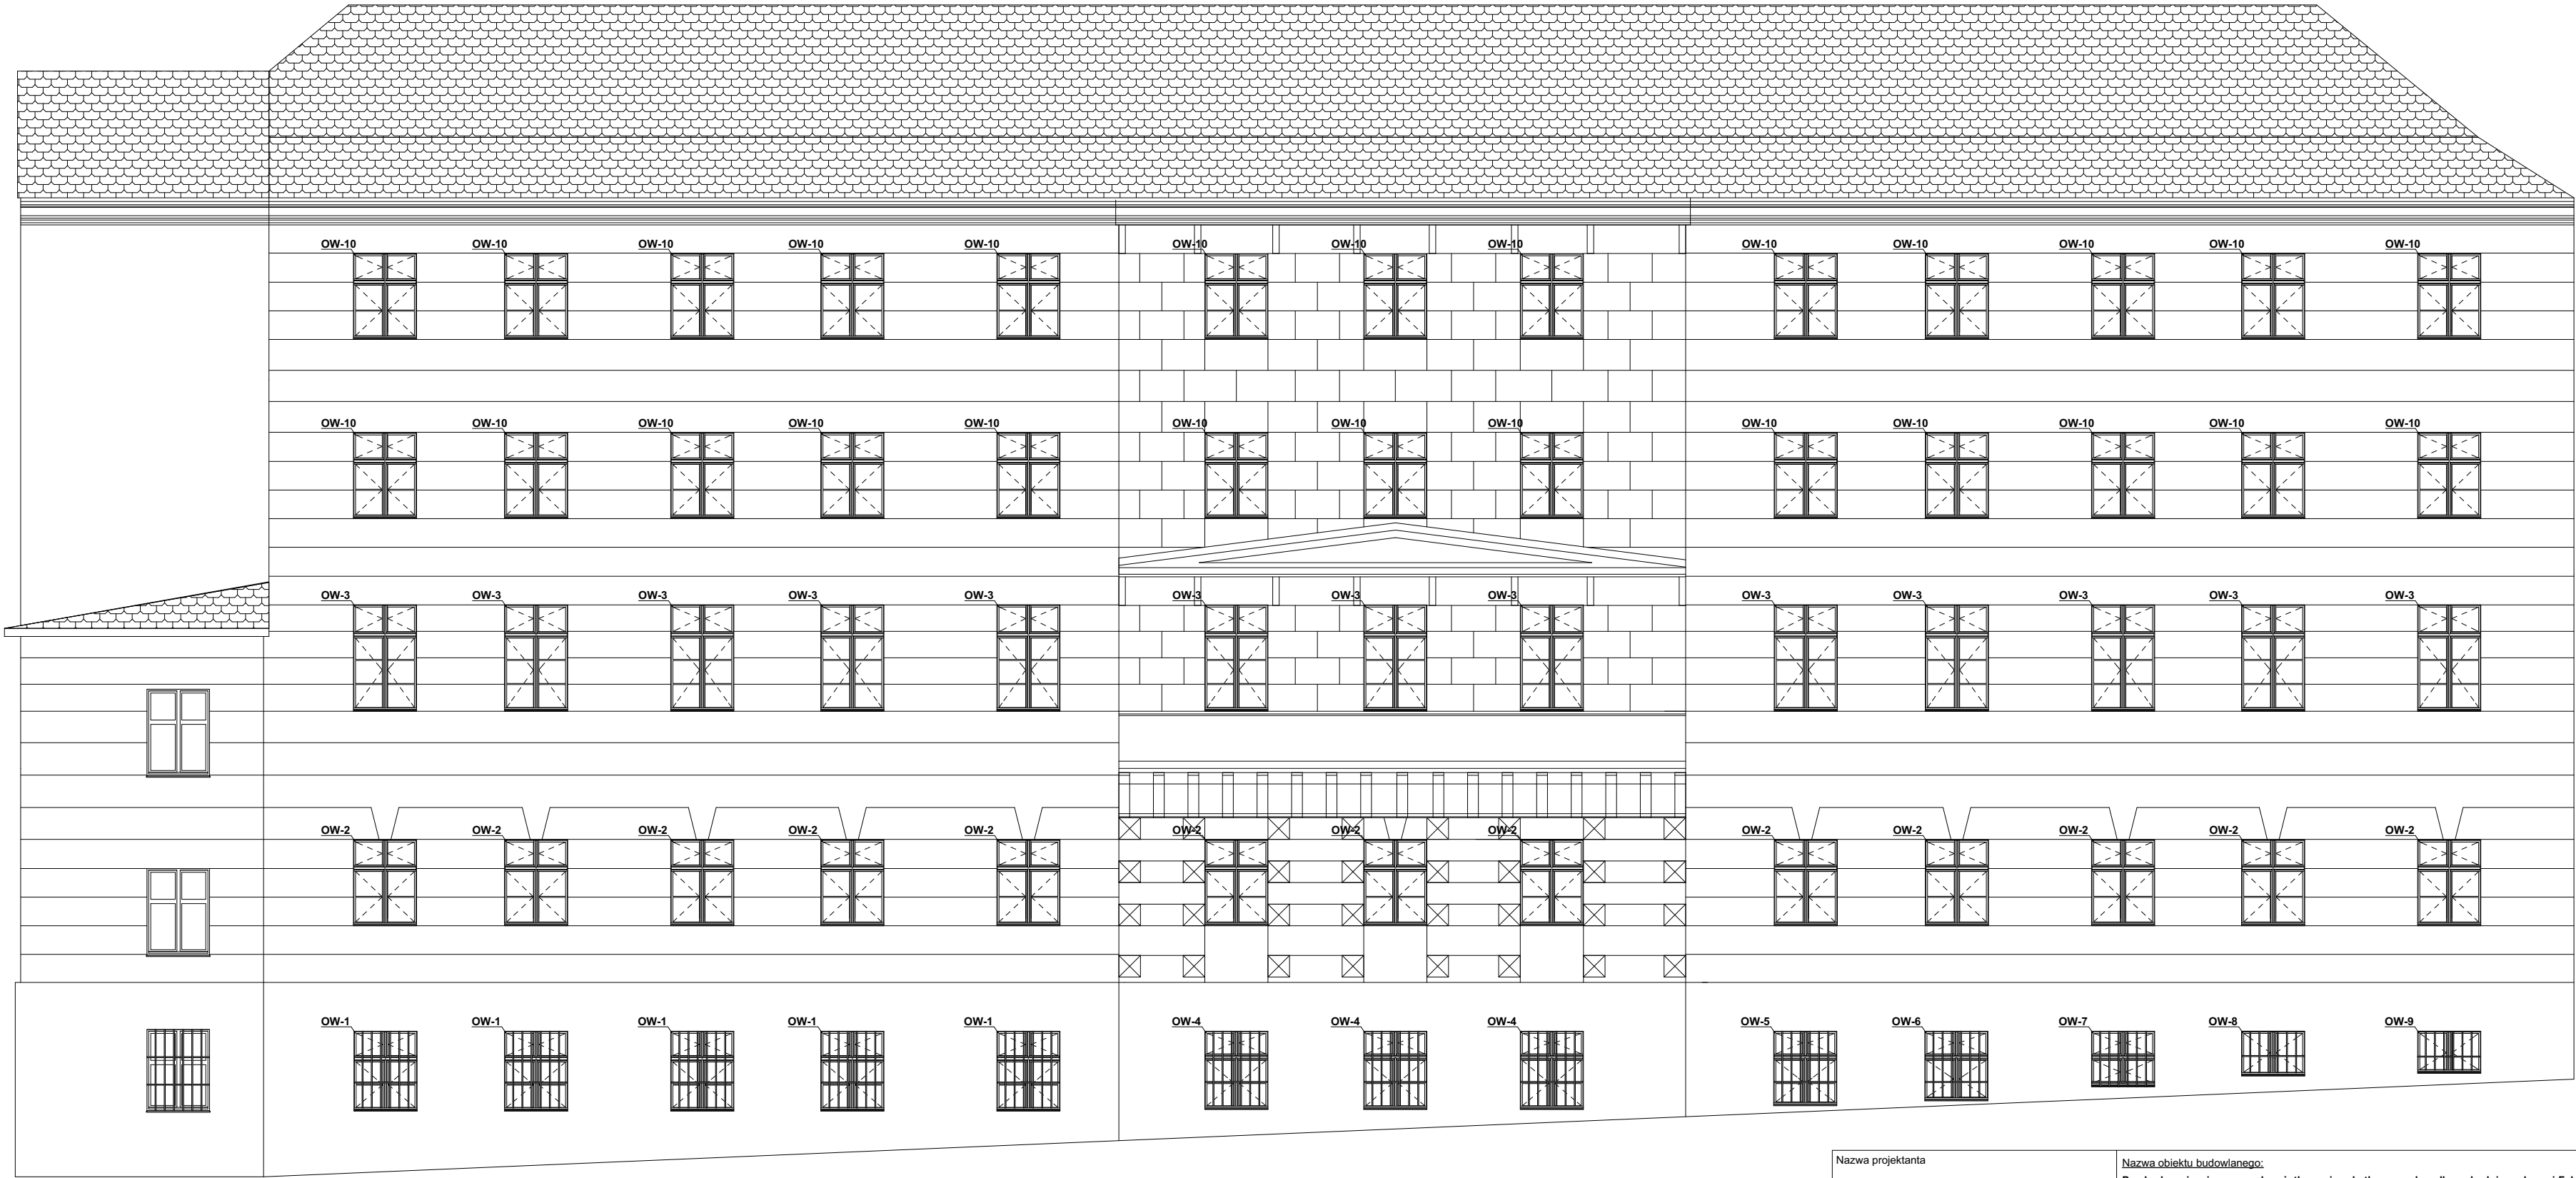 OW-10 OW-10 OW-10 OW-10 OW-10 OW-10 OW-10 OW-10 OW-10 OW-10 OW-10 OW-10 OW-10
OW-10 OW-10 OW-10 OW-10 OW-10 OW-10 OW-10 OW-10 OW-10 OW-10 OW-10 OW-10 OW-10
OW-3 OW-3 OW-3 OW-3 OW-3 OW-3 OW-3 OW-3 OW-3 OW-3 OW-3 OW-3 OW-3
OW-2 OW-2 OW-2 OW-2 OW-2 OW-2 OW-2 OW-2 OW-2 OW-2 OW-2 OW-2 OW-2
OW-1 OW-1 OW-1 OW-1 OW-1 OW-4 OW-4 OW-4 OW-5 OW-6 OW-7 OW-8 OW-9
Nazwa projektanta
Nazwa obiektu budowlanego: